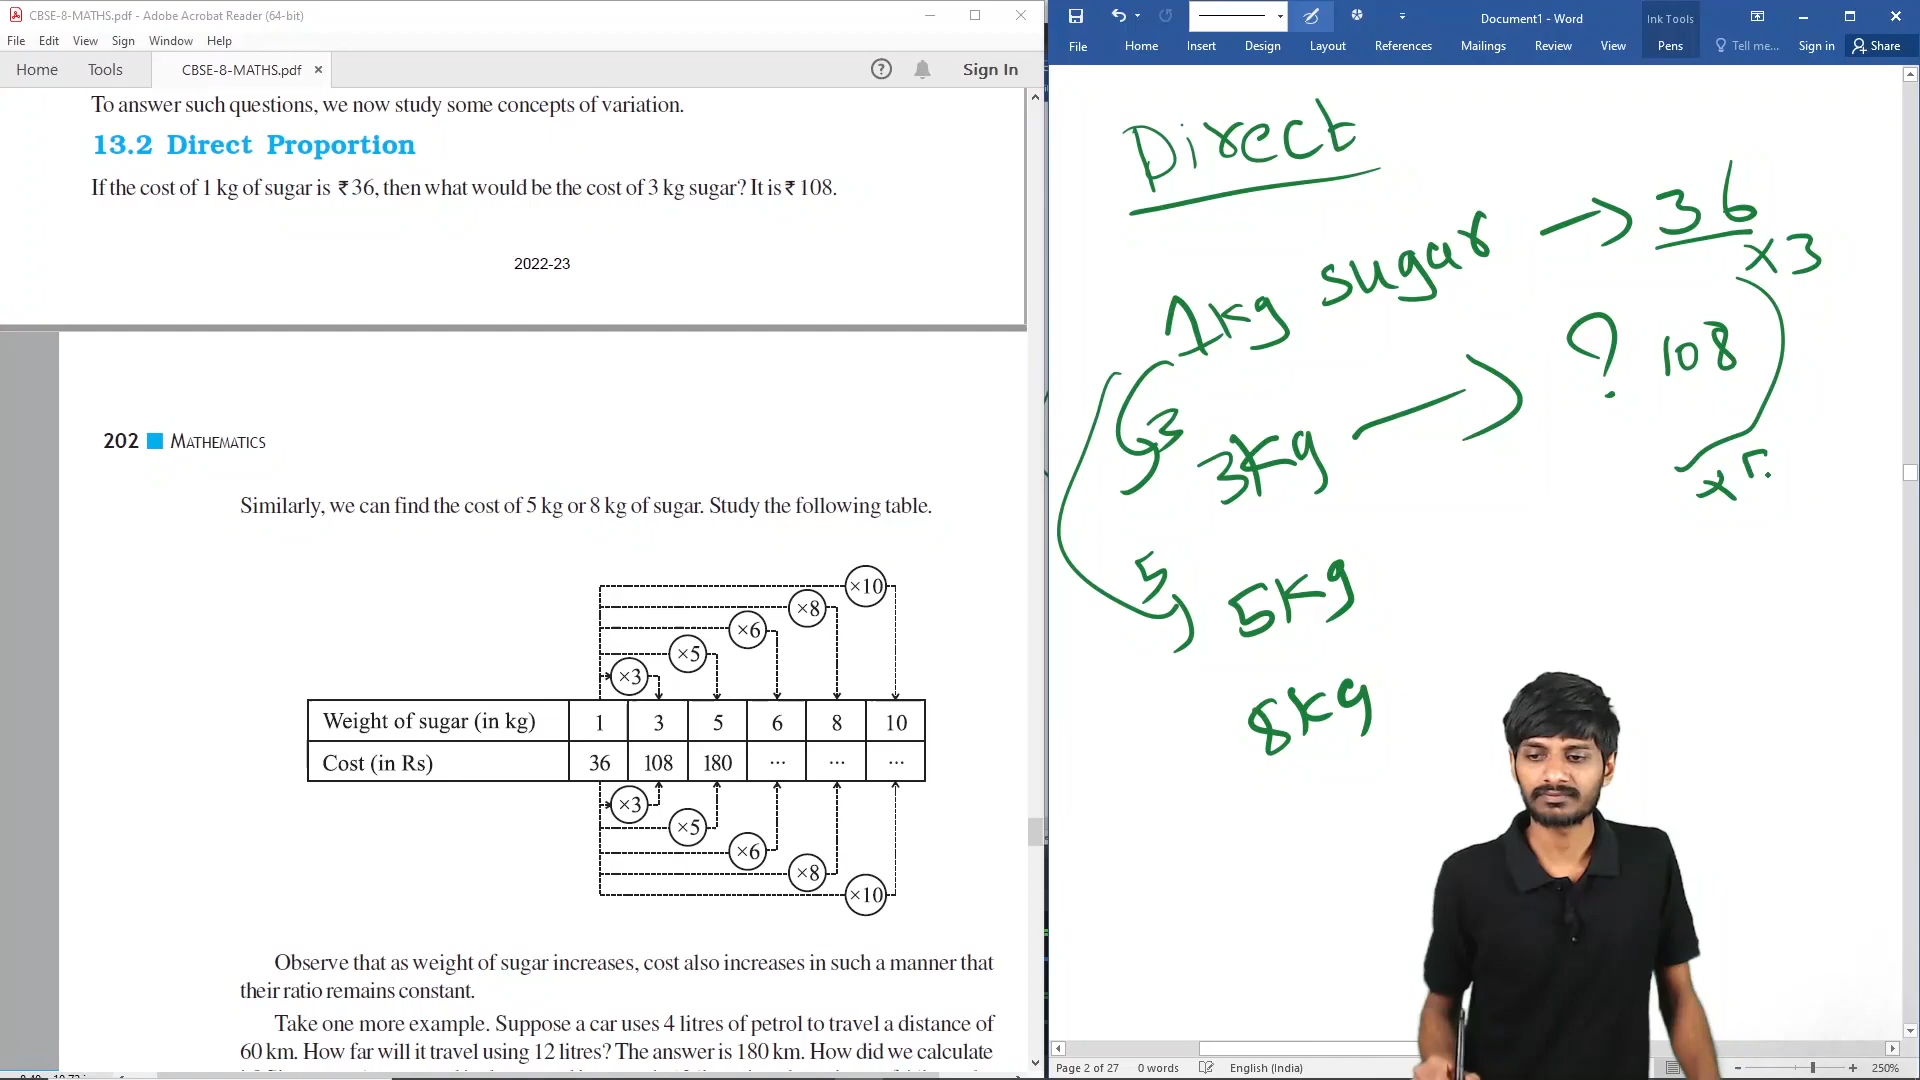 CBSE-8-MATHS.pdf - Adobe Acrobat Reader (64-bit)
File Edit View Sign Window Help
Home Tools CBSE-8-MATHS.pdf × Sign In
To answer such questions, we now study some concepts of variation.
13.2 Direct Proportion
If the cost of 1 kg of sugar is ₹ 36, then what would be the cost of 3 kg sugar? It is ₹ 108.
2022-23
202 MATHEMATICS
Similarly, we can find the cost of 5 kg or 8 kg of sugar. Study the following table.
×10
×8
×6
×5
×3
Weight of sugar (in kg) 1 3 5 6 8 10
Cost (in Rs) 36 108 180 ... ... ...
×3
×5
×6
×8
×10
Observe that as weight of sugar increases, cost also increases in such a manner that
their ratio remains constant.
Take one more example. Suppose a car uses 4 litres of petrol to travel a distance of
60 km. How far will it travel using 12 litres? The answer is 180 km. How did we calculate
Document1 - Word Ink Tools
File Home Insert Design Layout References Mailings Review View Pens Tell me... Sign in Share
Direct
1kg sugar → 36
×3
3 3kg → ? 108
×5
5 5kg
8kg
Page 2 of 27 0 words English (India) 250%